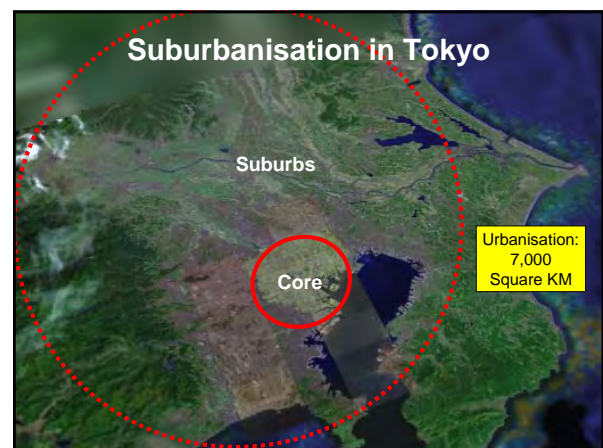 Suburbanisation in Tokyo
Suburbs
Core
Urbanisation:
7,000
Square KM